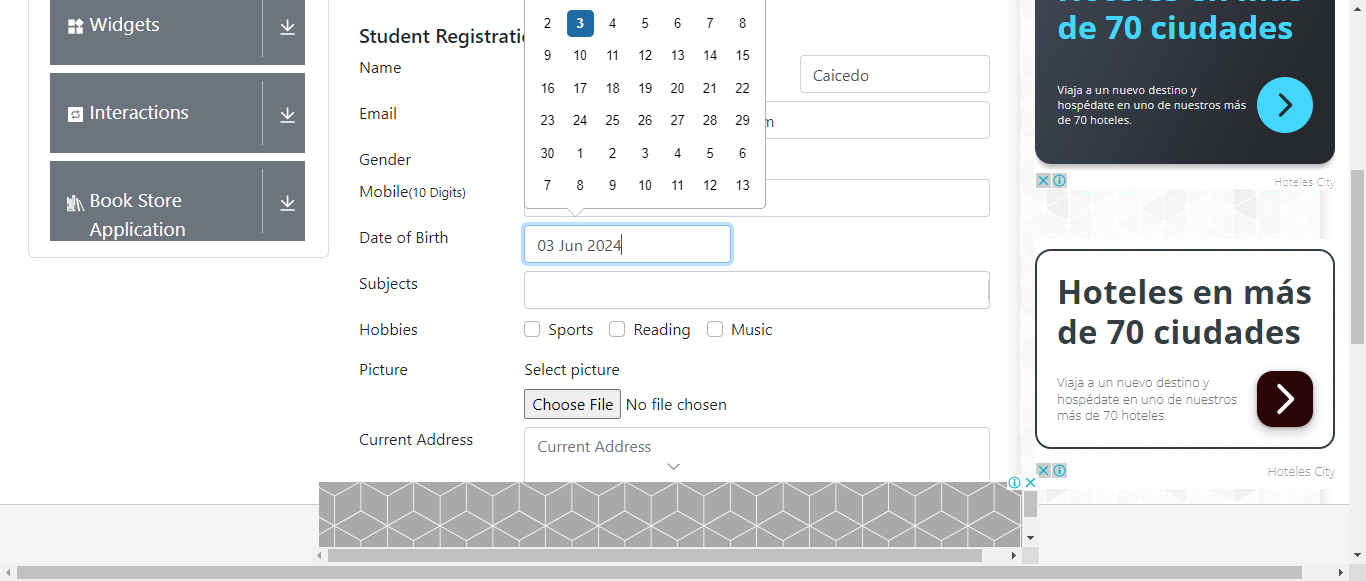 Widgets
Interactions
Book Store
Application
2 3 4 5 6 7 8
9 10 11 12 13 14 15
16 17 18 19 20 21 22
23 24 25 26 27 28 29
30 1 2 3 4 5 6
7 8 9 10 11 12 13
Student Registratio
Name
Caicedo
Email
m
Gender
Mobile(10 Digits)
Date of Birth
03 Jun 2024
Subjects
Hobbies
Sports Reading Music
Picture
Select picture
Choose File No file chosen
Current Address
Current Address
de 70 ciudades
Viaja a un nuevo destino y
hospédate en uno de nuestros más
de 70 hoteles.
Hoteles City
Hoteles en más
de 70 ciudades
Viaja a un nuevo destino y
hospédate en uno de nuestros
más de 70 hoteles.
Hoteles City